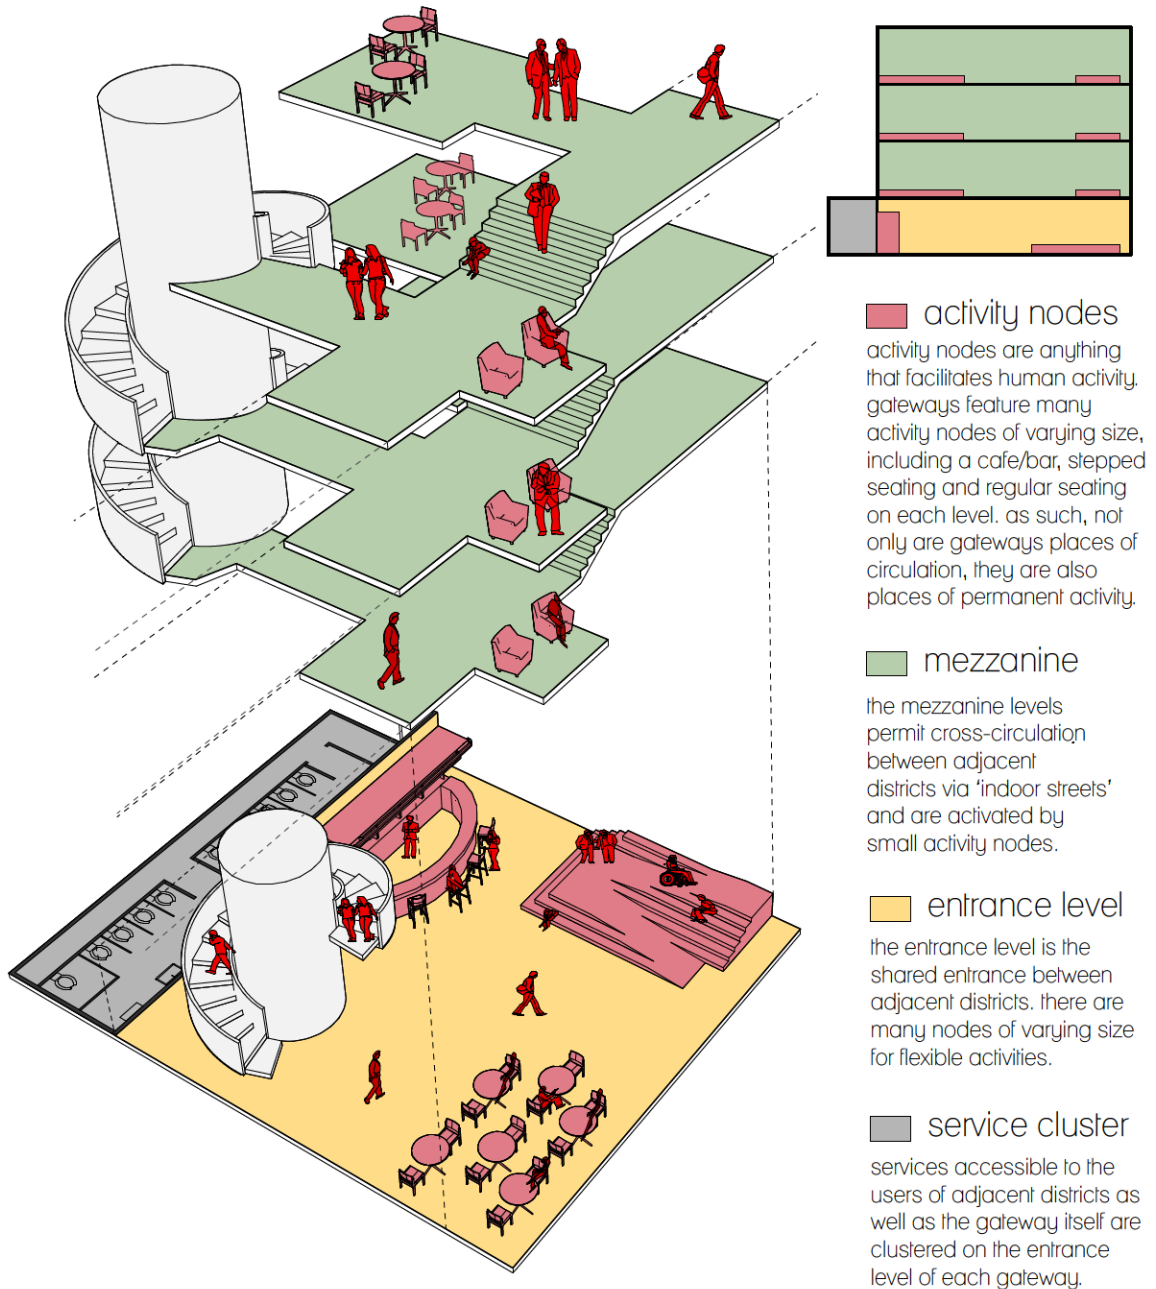 activity nodes
activity nodes are anything
that facilitates human activity.
gateways feature many
activity nodes of varying size,
including a cafe/bar, stepped
seating and regular seating
on each level. as such, not
only are gateways places of
circulation, they are also
places of permanent activity.
mezzanine
the mezzanine levels
permit cross-circulation
between adjacent
districts via ‘indoor streets’
and are activated by
small activity nodes.
entrance level
the entrance level is the
shared entrance between
adjacent districts. there are
many nodes of varying size
for flexible activities.
service cluster
services accessible to the
users of adjacent districts as
well as the gateway itself are
clustered on the entrance
level of each gateway.